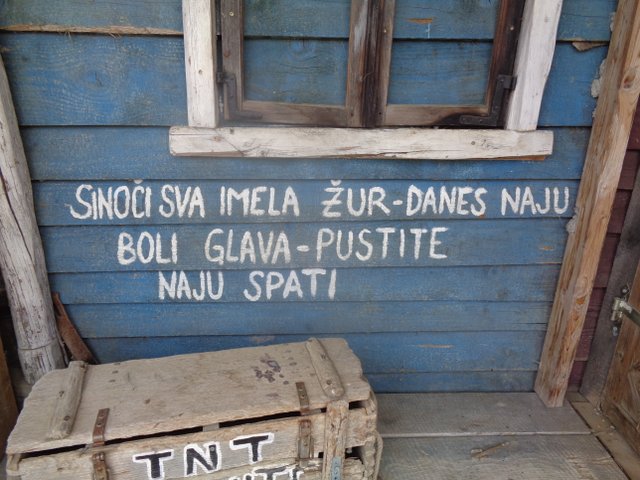 SINOČI SVA IMELA ŽUR-DANES NAJU
BOLI GLAVA-PUSTITE
NAJU SPATI
TNT